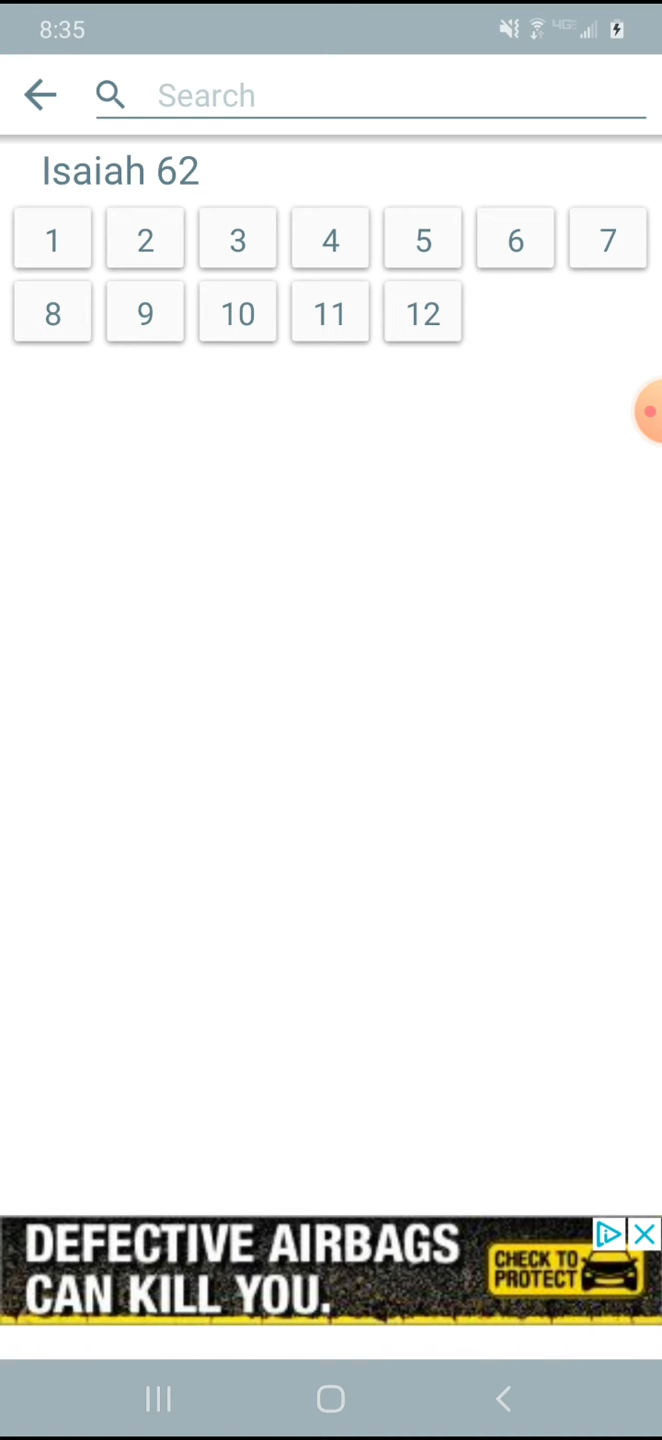 8:35
4GE
Search
Isaiah 62
1 2 3 4 5 6 7
8 9 10 11 12
DEFECTIVE AIRBAGS
CAN KILL YOU.
CHECK TO
PROTECT